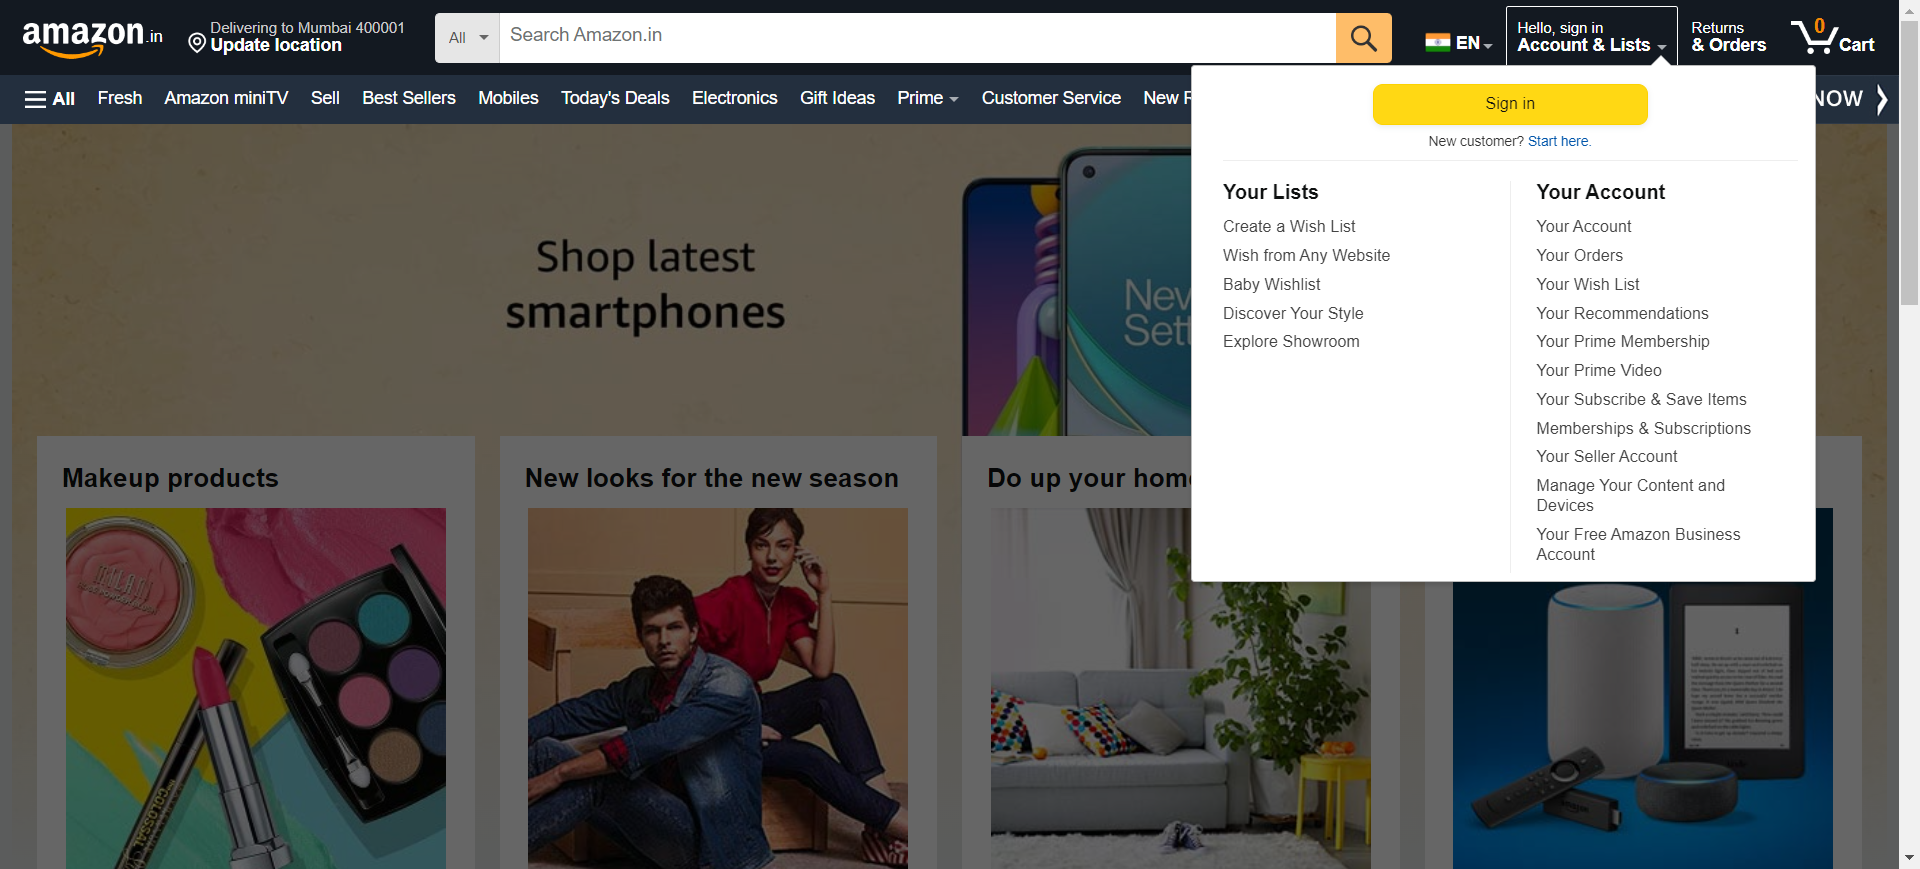 amazon.in
Delivering to Mumbai 400001
Update location
All
Search Amazon.in
EN
Hello, sign in
Account & Lists
Returns
& Orders
0
Cart
All
Fresh
Amazon miniTV
Sell
Best Sellers
Mobiles
Today's Deals
Electronics
Gift Ideas
Prime
Customer Service
New
NOW
Sign in
New customer? Start here.
Your Lists
Create a Wish List
Wish from Any Website
Baby Wishlist
Discover Your Style
Explore Showroom
Your Account
Your Account
Your Orders
Your Wish List
Your Recommendations
Your Prime Membership
Your Prime Video
Your Subscribe & Save Items
Memberships & Subscriptions
Your Seller Account
Manage Your Content and
Devices
Your Free Amazon Business
Account
Shop latest
smartphones
Makeup products
New looks for the new season
Do up your home
MILANI
COLOSSAL
amazon